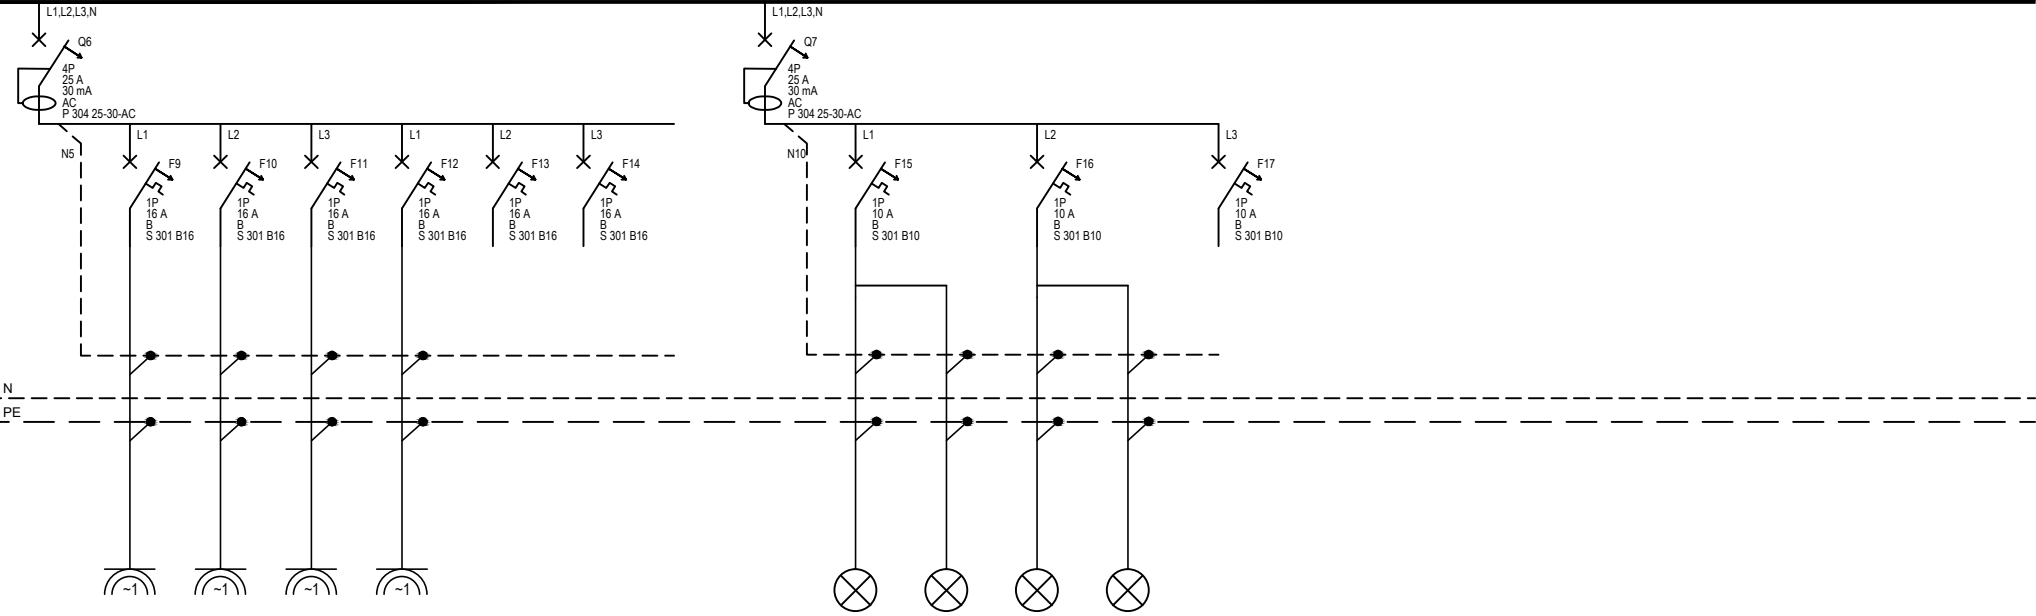 L1,L2,L3,N
L1,L2,L3,N
Q6
4P
25 A
30 mA
AC
P 304 25-30-AC
Q7
4P
25 A
30 mA
AC
P 304 25-30-AC
L1
L2
L3
L1
L2
L3
L1
L2
L3
N5
N10
F9
1P
16 A
B
S 301 B16
F10
1P
16 A
B
S 301 B16
F11
1P
16 A
B
S 301 B16
F12
1P
16 A
B
S 301 B16
F13
1P
16 A
B
S 301 B16
F14
1P
16 A
B
S 301 B16
F15
1P
10 A
B
S 301 B10
F16
1P
10 A
B
S 301 B10
F17
1P
10 A
B
S 301 B10
N
PE
~1
~1
~1
~1